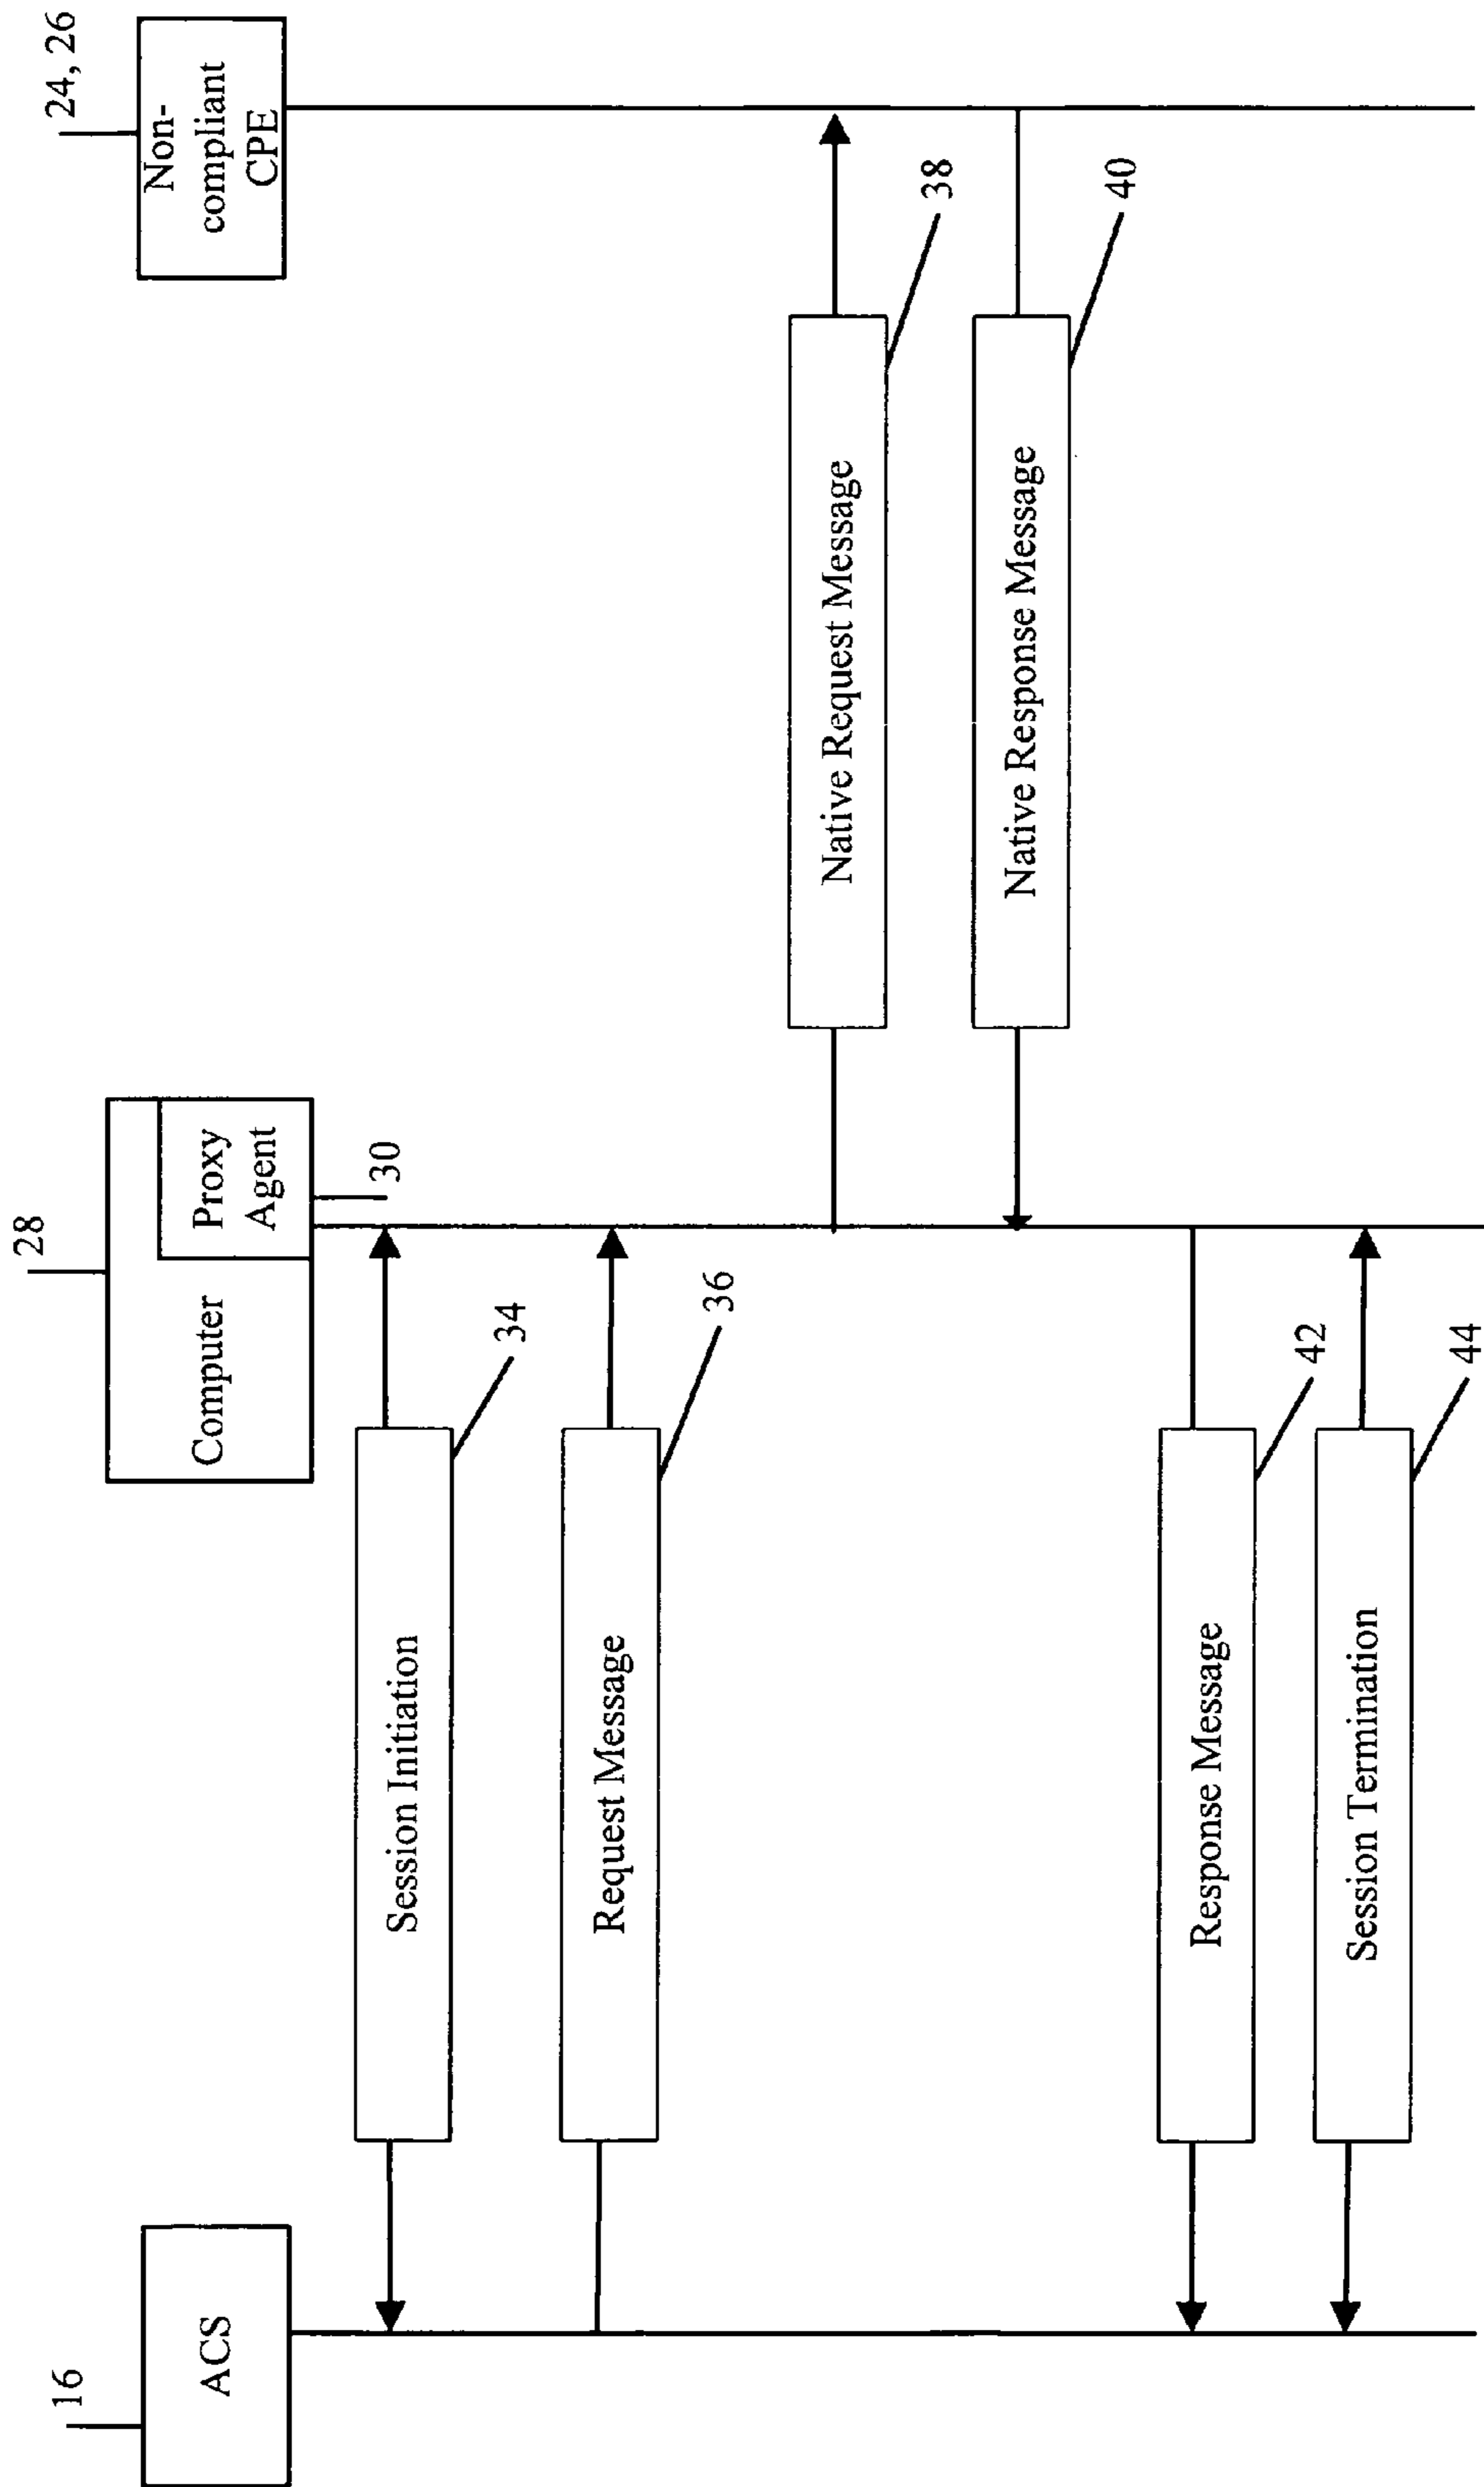 16
ACS
28
Computer
Proxy
Agent
30
24, 26
Non-
compliant
CPE
Session Initiation
34
Request Message
36
Native Request Message
38
Native Response Message
40
Response Message
42
Session Termination
44